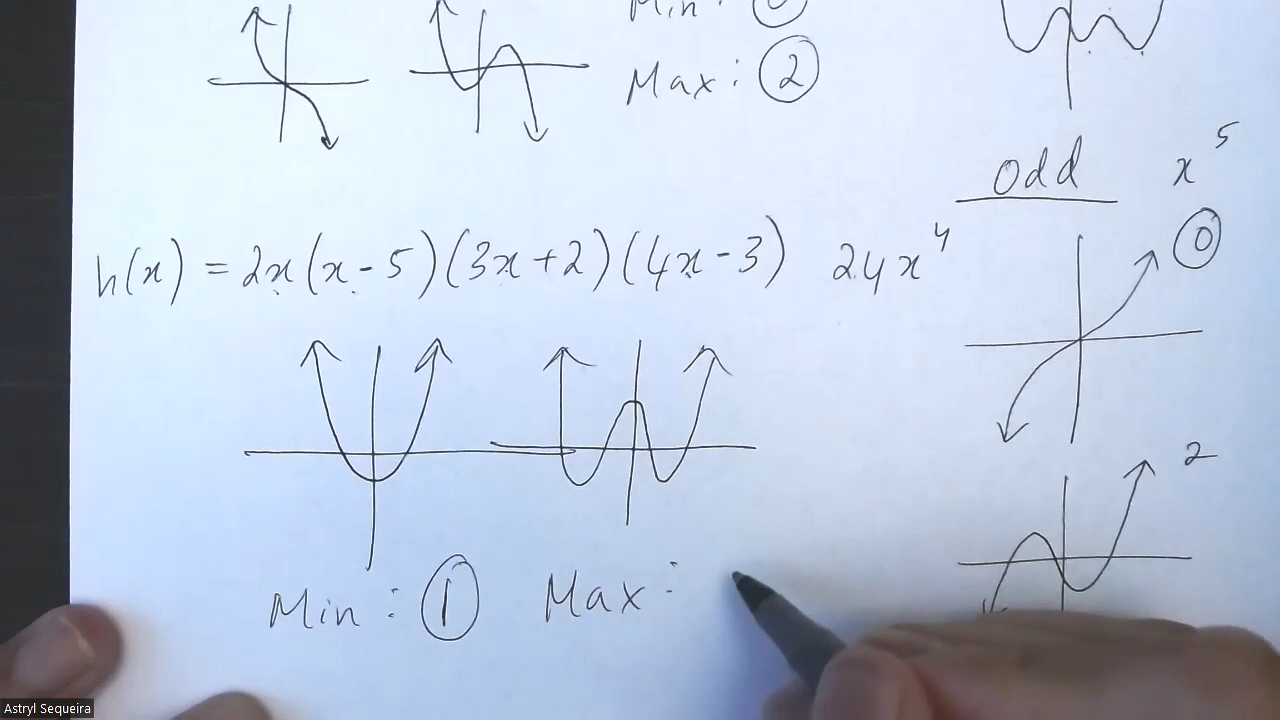 Min : 0
Max : 2
odd x^5
0
h(x) = 2x(x-5)(3x+2)(4x-3) 24x^4
2
Min : 1 Max :
Astryl Sequeira